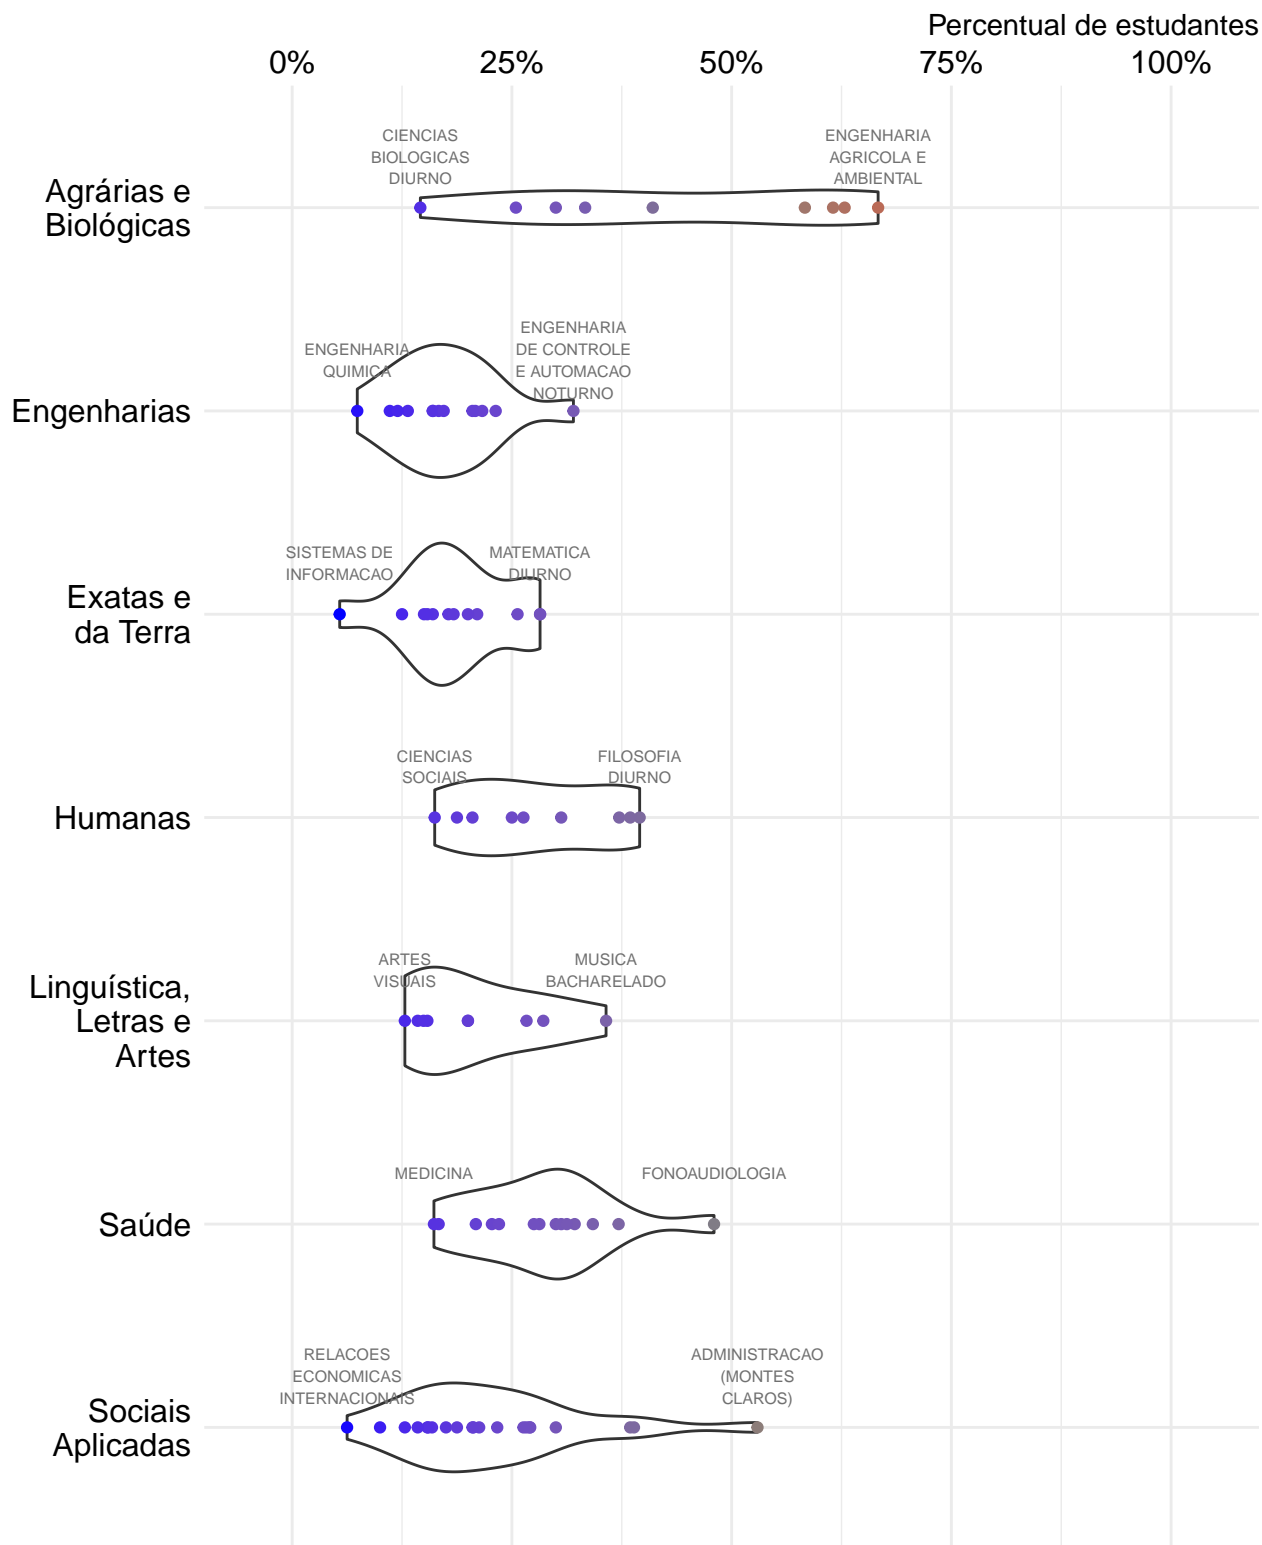 Percentual de estudantes
0% 25% 50% 75% 100%
CIENCIAS
BIOLOGICAS
DIURNO
ENGENHARIA
AGRICOLA E
AMBIENTAL
Agrárias e
Biológicas
ENGENHARIA
QUIMICA
ENGENHARIA
DE CONTROLE
E AUTOMACAO
NOTURNO
Engenharias
SISTEMAS DE
INFORMACAO
MATEMATICA
DIURNO
Exatas e
da Terra
CIENCIAS
SOCIAIS
FILOSOFIA
DIURNO
Humanas
ARTES
VISUAIS
MUSICA
BACHARELADO
Linguística,
Letras e
Artes
MEDICINA
FONOAUDIOLOGIA
Saúde
RELACOES
ECONOMICAS
INTERNACIONAIS
ADMINISTRACAO
(MONTES
CLAROS)
Sociais
Aplicadas